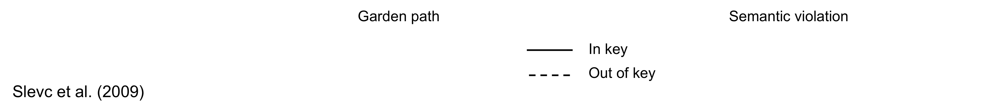 Garden path
Semantic violation
In key
Out of key
Slevc et al. (2009)